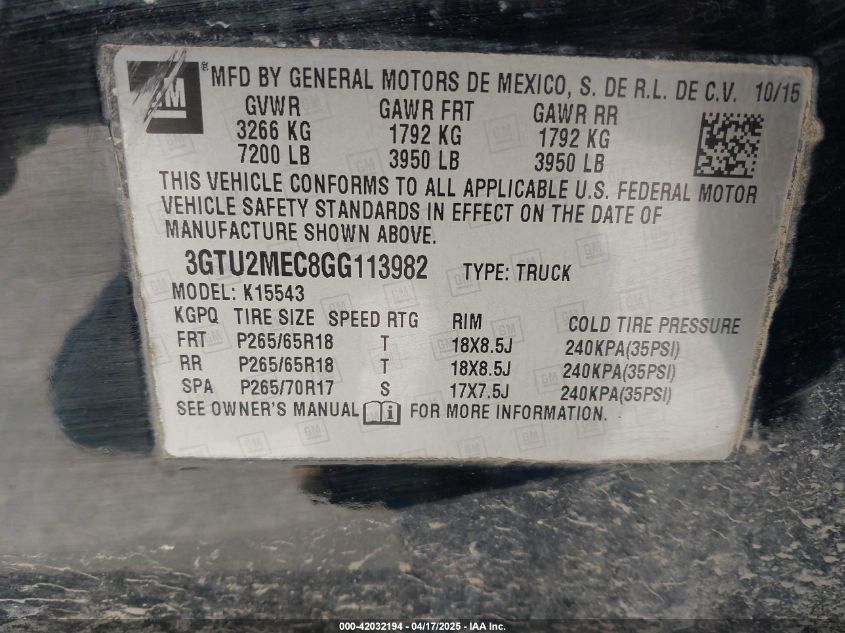 GM® MFD BY GENERAL MOTORS DE MEXICO, S. DE R.L. DE C.V. 10/15
GVWR GAWR FRT GAWR RR
3266 KG 1792 KG 1792 KG
7200 LB 3950 LB 3950 LB
THIS VEHICLE CONFORMS TO ALL APPLICABLE U.S. FEDERAL MOTOR
VEHICLE SAFETY STANDARDS IN EFFECT ON THE DATE OF
MANUFACTURE SHOWN ABOVE.
3GTU2MEC8GG113982 TYPE: TRUCK
MODEL: K15543
KGPQ TIRE SIZE SPEED RTG RIM COLD TIRE PRESSURE
FRT P265/65R18 T 18X8.5J 240KPA(35PSI)
RR P265/65R18 T 18X8.5J 240KPA(35PSI)
SPA P265/70R17 S 17X7.5J 240KPA(35PSI)
SEE OWNER'S MANUAL i FOR MORE INFORMATION.
000-42032194 - 04/17/2025 - IAA Inc.